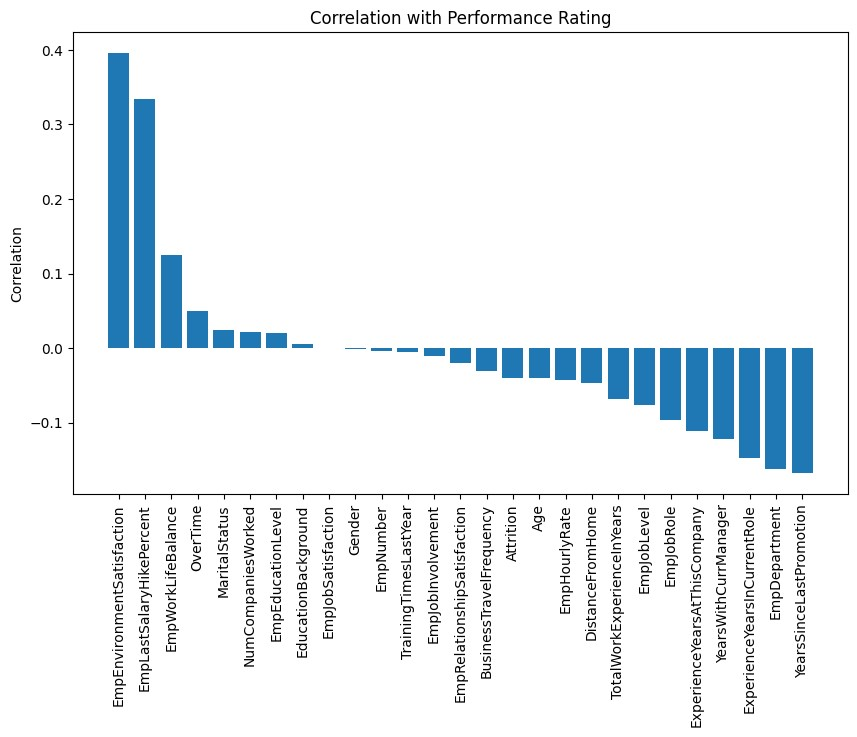 Correlation with Performance Rating
Correlation
0.4
0.3
0.2
0.1
0.0
−0.1
EmpEnvironmentSatisfaction
EmpLastSalaryHikePercent
EmpWorkLifeBalance
OverTime
MaritalStatus
NumCompaniesWorked
EmpEducationLevel
EducationBackground
EmpJobSatisfaction
Gender
EmpNumber
TrainingTimesLastYear
EmpJobInvolvement
EmpRelationshipSatisfaction
BusinessTravelFrequency
Attrition
Age
EmpHourlyRate
DistanceFromHome
TotalWorkExperienceInYears
EmpJobLevel
EmpJobRole
ExperienceYearsAtThisCompany
YearsWithCurrManager
ExperienceYearsInCurrentRole
EmpDepartment
YearsSinceLastPromotion